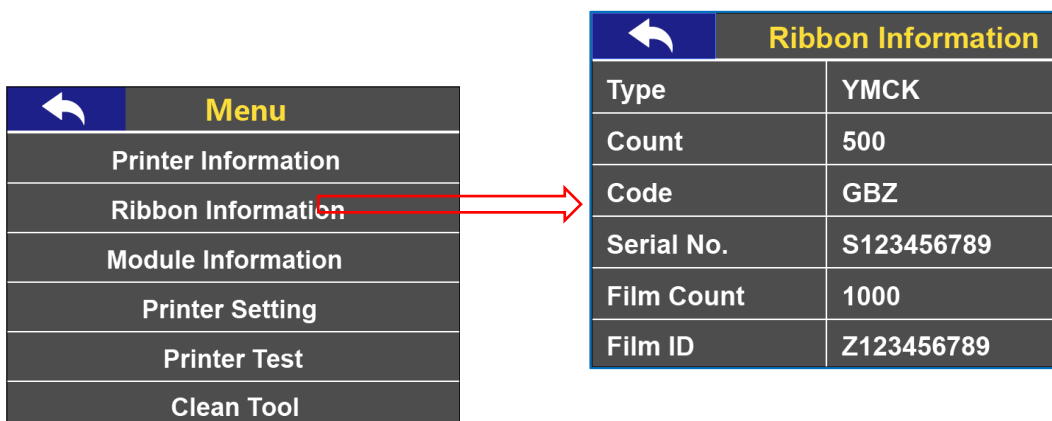 Menu
Printer Information
Ribbon Information
Module Information
Printer Setting
Printer Test
Clean Tool
Ribbon Information
Type YMCK
Count 500
Code GBZ
Serial No. S123456789
Film Count 1000
Film ID Z123456789